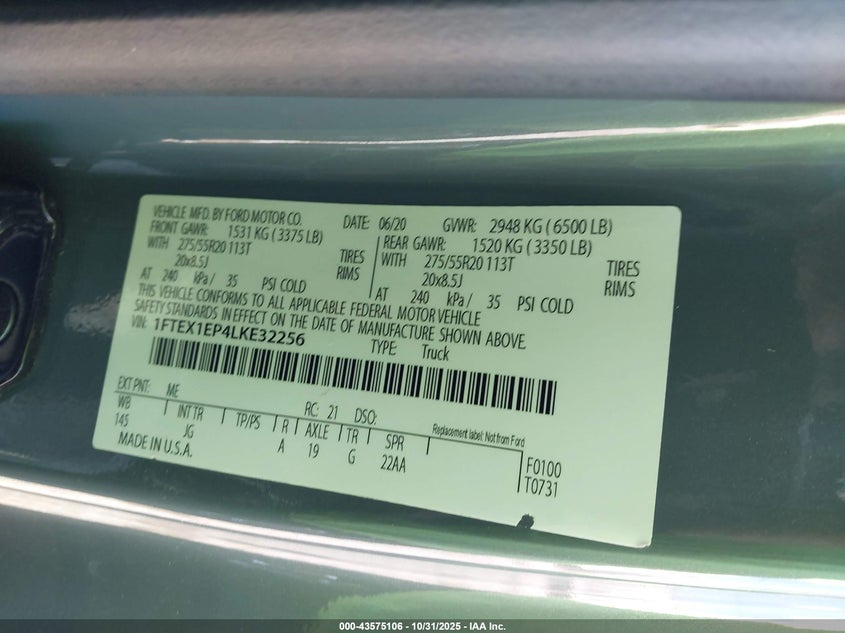 VEHICLE MFD. BY FORD MOTOR CO. DATE: 06/20 GVWR: 2948 KG ( 6500 LB)
FRONT GAWR: 1531 KG ( 3375 LB) REAR GAWR: 1520 KG ( 3350 LB)
WITH 275/55R20 113T TIRES WITH 275/55R20 113T TIRES
20x8.5J RIMS 20x8.5J RIMS
AT 240 kPa/ 35 PSI COLD AT 240 kPa/ 35 PSI COLD
THIS VEHICLE CONFORMS TO ALL APPLICABLE FEDERAL MOTOR VEHICLE
SAFETY STANDARDS IN EFFECT ON THE DATE OF MANUFACTURE SHOWN ABOVE.
VIN: 1FTEX1EP4LKE32256 TYPE: Truck
EXT PNT: ME RC: 21 DSO:
WB INT TR TP/PS R AXLE TR SPR Replacement label: Not from Ford
145 JG A 19 G 22AA F0100
MADE IN U.S.A. T0731
000-43575106 - 10/31/2025 - IAA Inc.